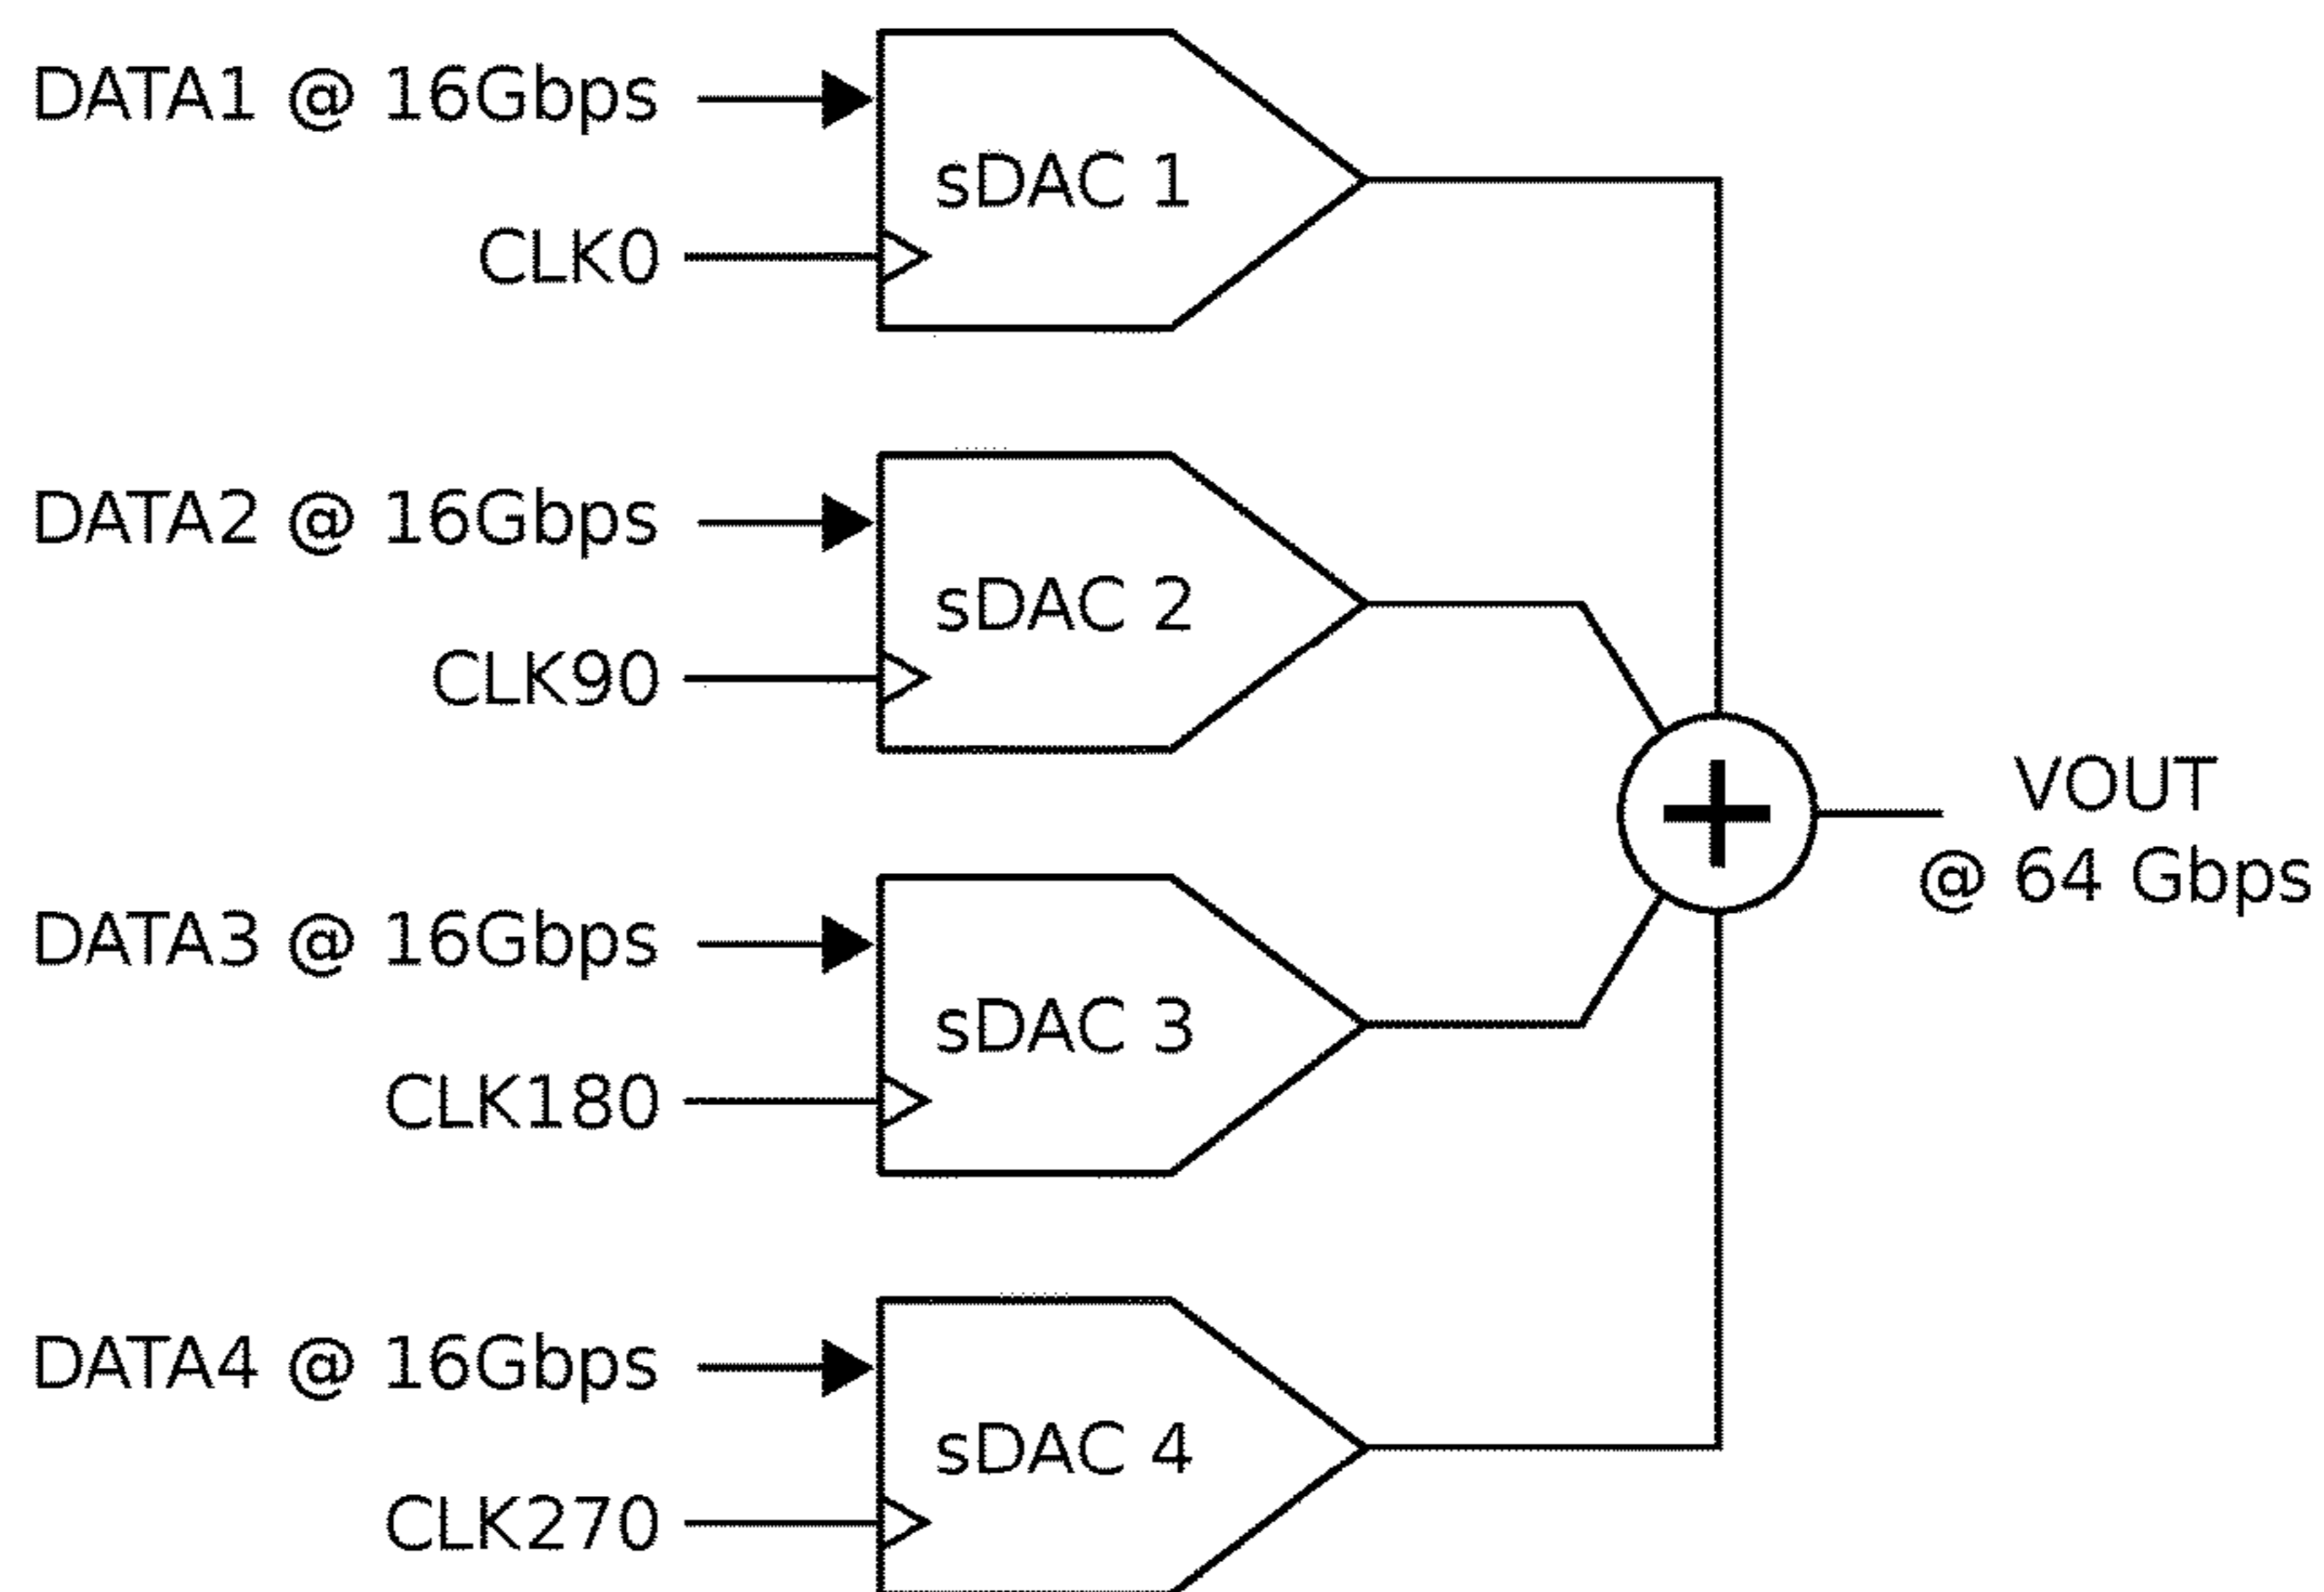 DATA1 @ 16Gbps
sDAC 1
CLK0
DATA2 @ 16Gbps
sDAC 2
CLK90
VOUT
@ 64 Gbps
DATA3 @ 16Gbps
sDAC 3
CLK180
DATA4 @ 16Gbps
sDAC 4
CLK270